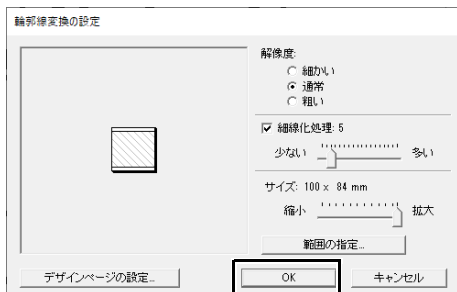 輪郭線変換の設定
解像度:
細かい
通常
粗い
細線化処理: 5
少ない 多い
サイズ: 100 x 84 mm
縮小 拡大
範囲の指定...
デザインページの設定... OK キャンセル